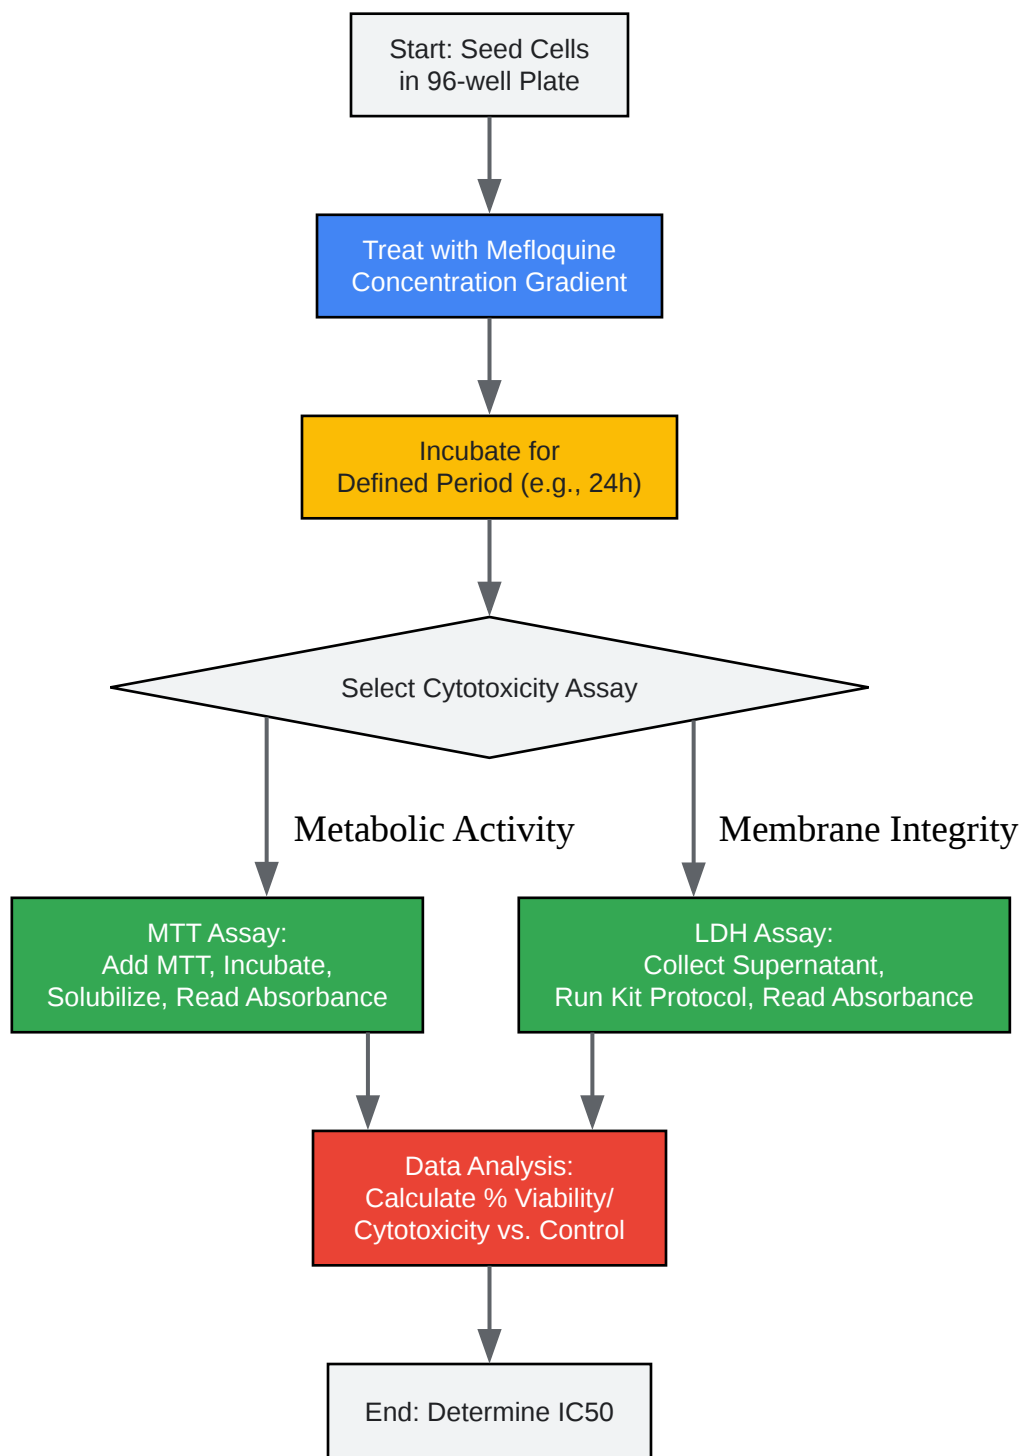 Start: Seed Cells
in 96-well Plate
Treat with Mefloquine
Concentration Gradient
Incubate for
Defined Period (e.g., 24h)
Select Cytotoxicity Assay
Metabolic Activity
Membrane Integrity
MTT Assay:
Add MTT, Incubate,
Solubilize, Read Absorbance
LDH Assay:
Collect Supernatant,
Run Kit Protocol, Read Absorbance
Data Analysis:
Calculate % Viability/
Cytotoxicity vs. Control
End: Determine IC50